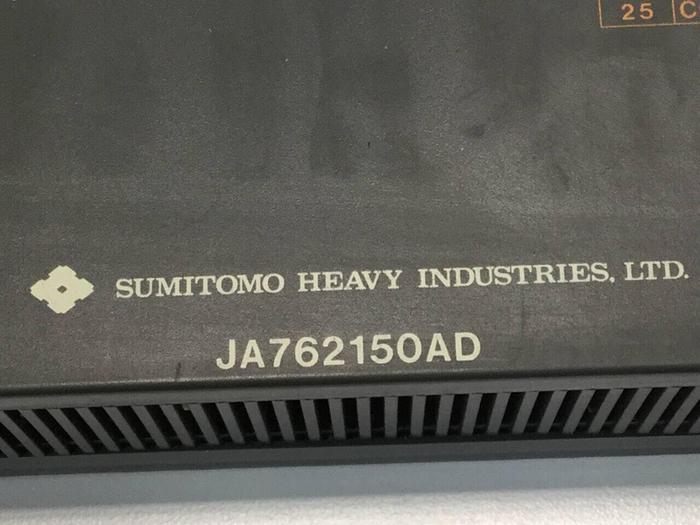 25 C
SUMITOMO HEAVY INDUSTRIES, LTD.
JA762150AD